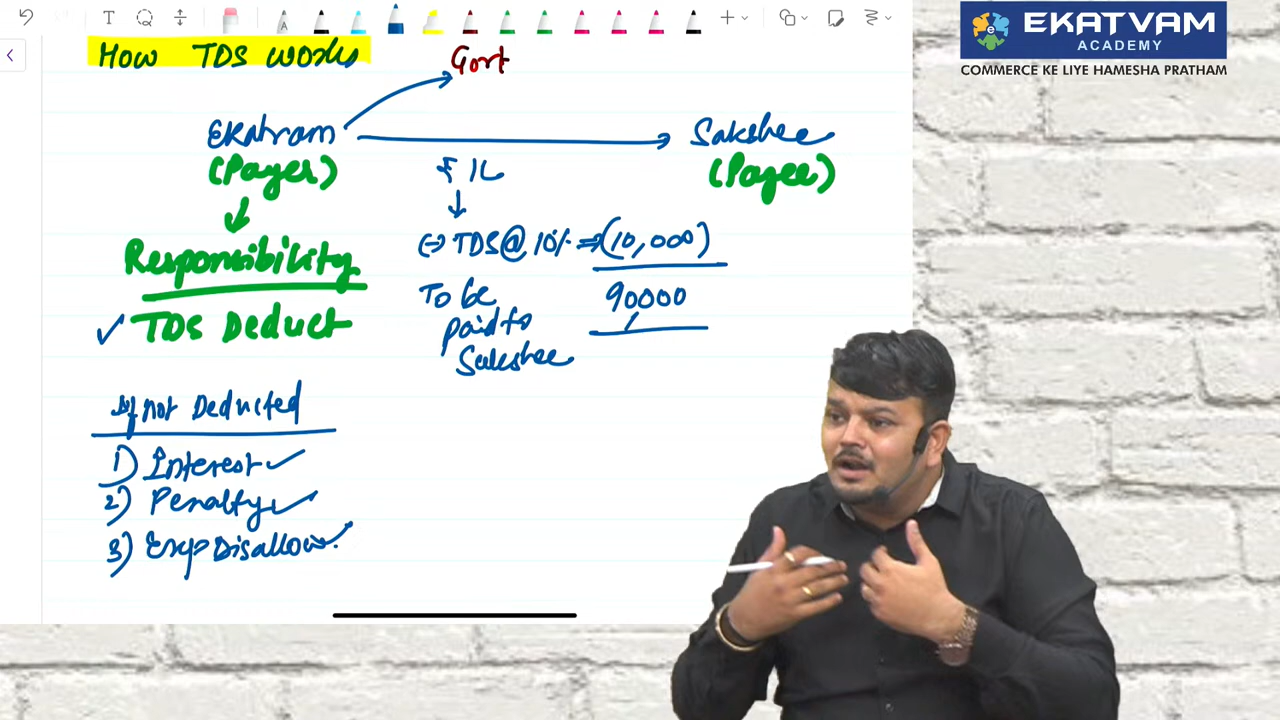 How TDS works
Govt
Ekatvam
(Payer)
Sakshee
(Payee)
₹ 1L
Responsibility
TDS Deduct
(-) TDS@ 10% ⇒ (10,000)
To be
paid to
Sakshee
90000
If not Deducted
1) Interest
2) Penalty
3) Exp Disallow.
EKATVAM
ACADEMY
COMMERCE KE LIYE HAMESHA PRATHAM